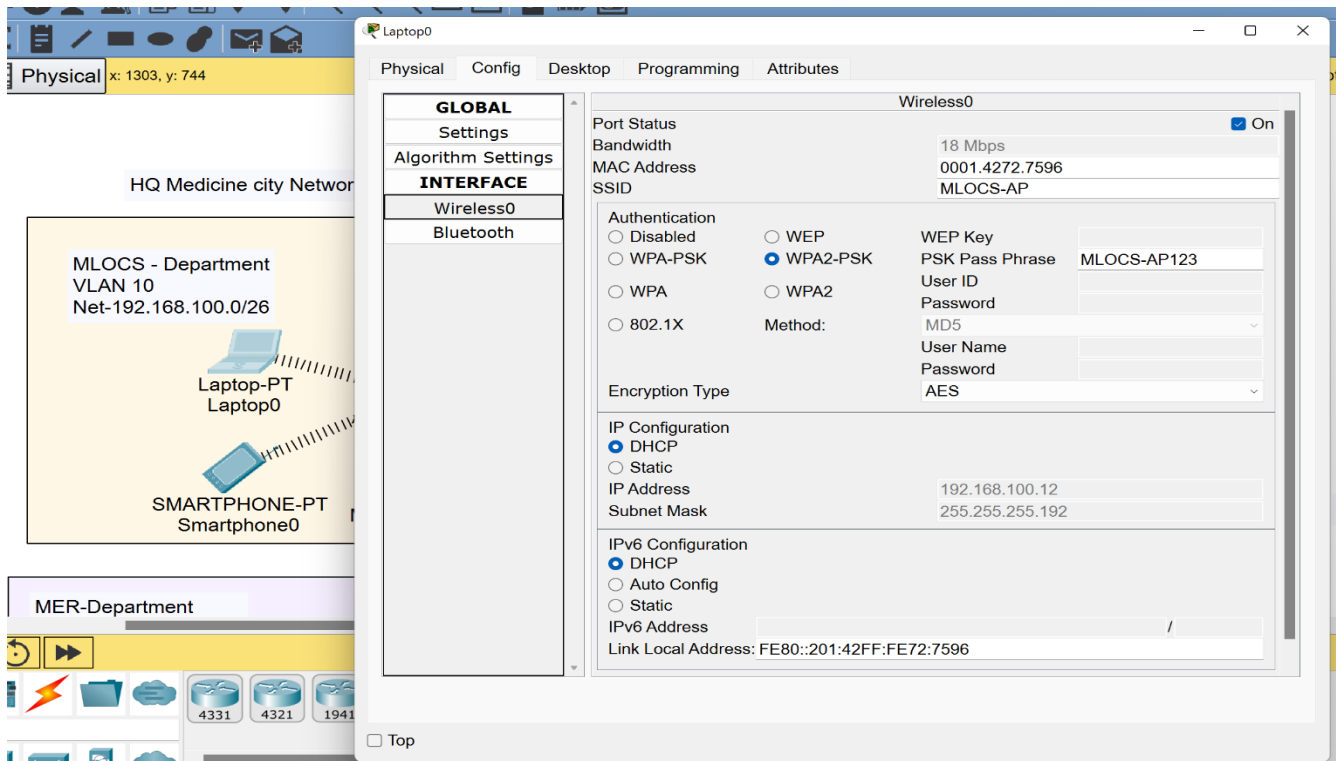 Laptop0
Physical
x: 1303, y: 744
Physical Config Desktop Programming Attributes
GLOBAL
Settings
Algorithm Settings
INTERFACE
Wireless0
Bluetooth
Wireless0
Port Status On
Bandwidth 18 Mbps
MAC Address 0001.4272.7596
SSID MLOCS-AP
Authentication
Disabled WEP WEP Key
WPA-PSK WPA2-PSK PSK Pass Phrase MLOCS-AP123
User ID
WPA WPA2
Password
802.1X Method: MD5
User Name
Password
Encryption Type AES
IP Configuration
DHCP
Static
IP Address 192.168.100.12
Subnet Mask 255.255.255.192
IPv6 Configuration
DHCP
Auto Config
Static
IPv6 Address /
Link Local Address: FE80::201:42FF:FE72:7596
Top
HQ Medicine city Networ
MLOCS - Department
VLAN 10
Net-192.168.100.0/26
Laptop-PT
Laptop0
SMARTPHONE-PT
Smartphone0
MER-Department
4331 4321 1941